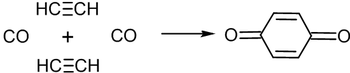 HC≡CH
CO + CO O= =O
HC≡CH